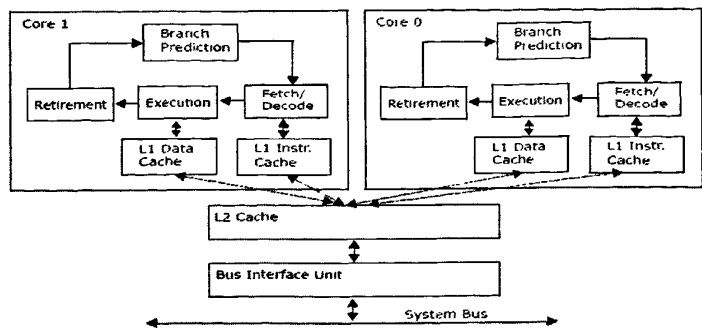 Core 1
Branch
Prediction
Retirement
Execution
Fetch/
Decode
L1 Data
Cache
L1 Instr.
Cache
Core 0
Branch
Prediction
Retirement
Execution
Fetch/
Decode
L1 Data
Cache
L1 Instr.
Cache
L2 Cache
Bus Interface Unit
System Bus